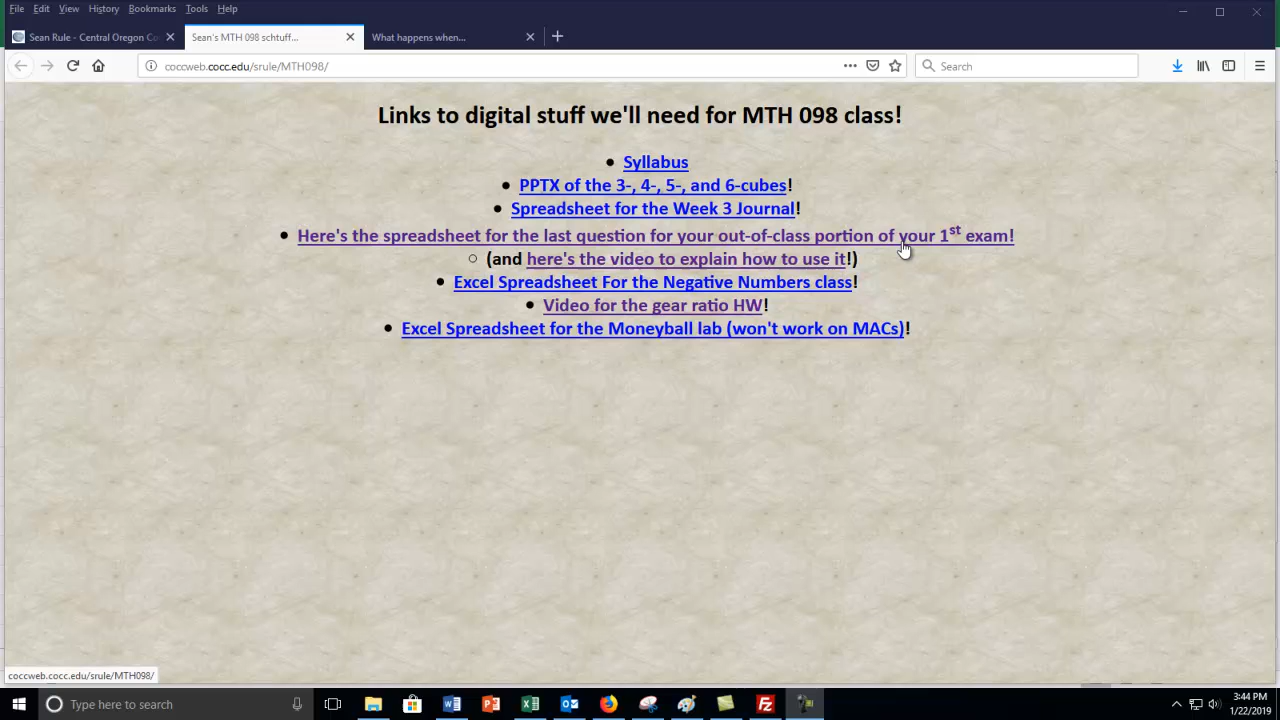 File Edit View History Bookmarks Tools Help
Sean Rule - Central Oregon Co
Sean's MTH 098 schtuff...
What happens when...
coccweb.cocc.edu/srule/MTH098/
Search
Links to digital stuff we'll need for MTH 098 class!
• Syllabus
• PPTX of the 3-, 4-, 5-, and 6-cubes!
• Spreadsheet for the Week 3 Journal!
• Here's the spreadsheet for the last question for your out-of-class portion of your 1st exam!
○ (and here's the video to explain how to use it!)
• Excel Spreadsheet For the Negative Numbers class!
• Video for the gear ratio HW!
• Excel Spreadsheet for the Moneyball lab (won't work on MACs)!
coccweb.cocc.edu/srule/MTH098/
Type here to search
3:44 PM
1/22/2019